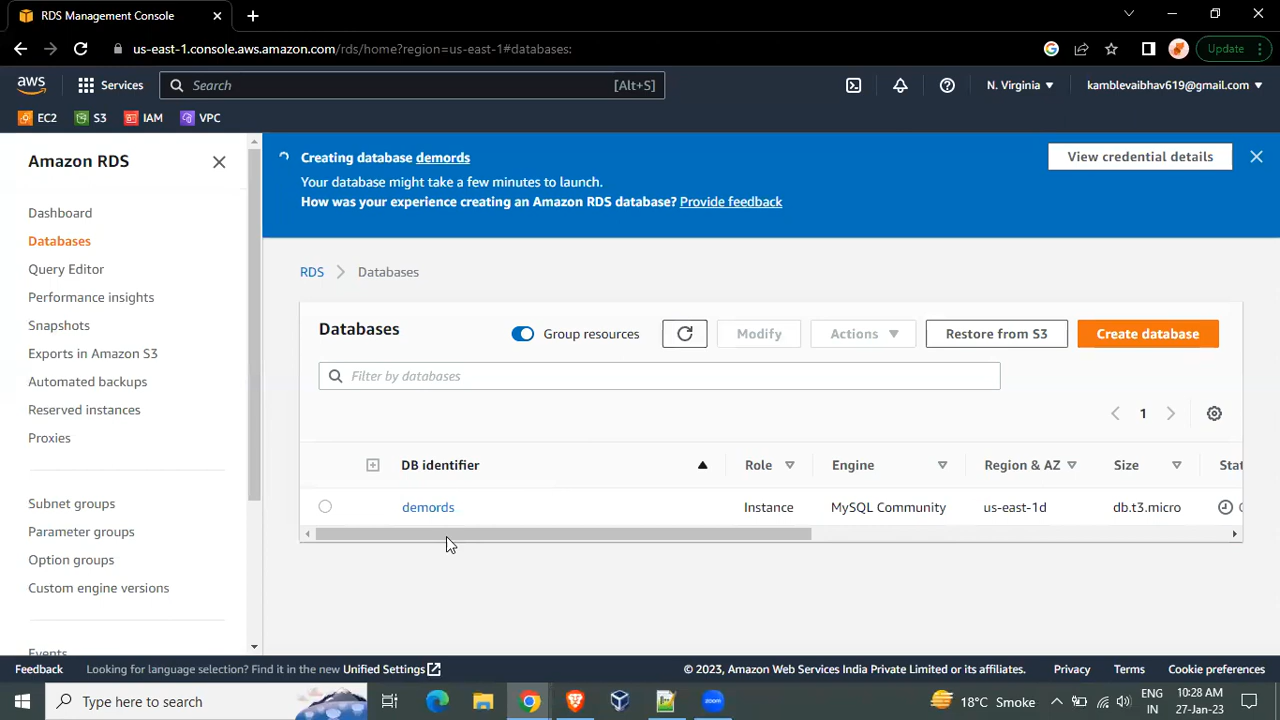 RDS Management Console
us-east-1.console.aws.amazon.com/rds/home?region=us-east-1#databases:
Update
aws
Services
Search
[Alt+S]
N. Virginia
kamblevaibhav619@gmail.com
EC2
S3
IAM
VPC
Amazon RDS
Dashboard
Databases
Query Editor
Performance insights
Snapshots
Exports in Amazon S3
Automated backups
Reserved instances
Proxies
Subnet groups
Parameter groups
Option groups
Custom engine versions
Events
Creating database demords
Your database might take a few minutes to launch.
How was your experience creating an Amazon RDS database? Provide feedback
View credential details
RDS
Databases
Databases
Group resources
Modify
Actions
Restore from S3
Create database
Filter by databases
1
DB identifier
Role
Engine
Region & AZ
Size
demords
Instance
MySQL Community
us-east-1d
db.t3.micro
Feedback
Looking for language selection? Find it in the new Unified Settings
© 2023, Amazon Web Services India Private Limited or its affiliates.
Privacy
Terms
Cookie preferences
Type here to search
zoom
18°C Smoke
ENG
IN
10:28 AM
27-Jan-23